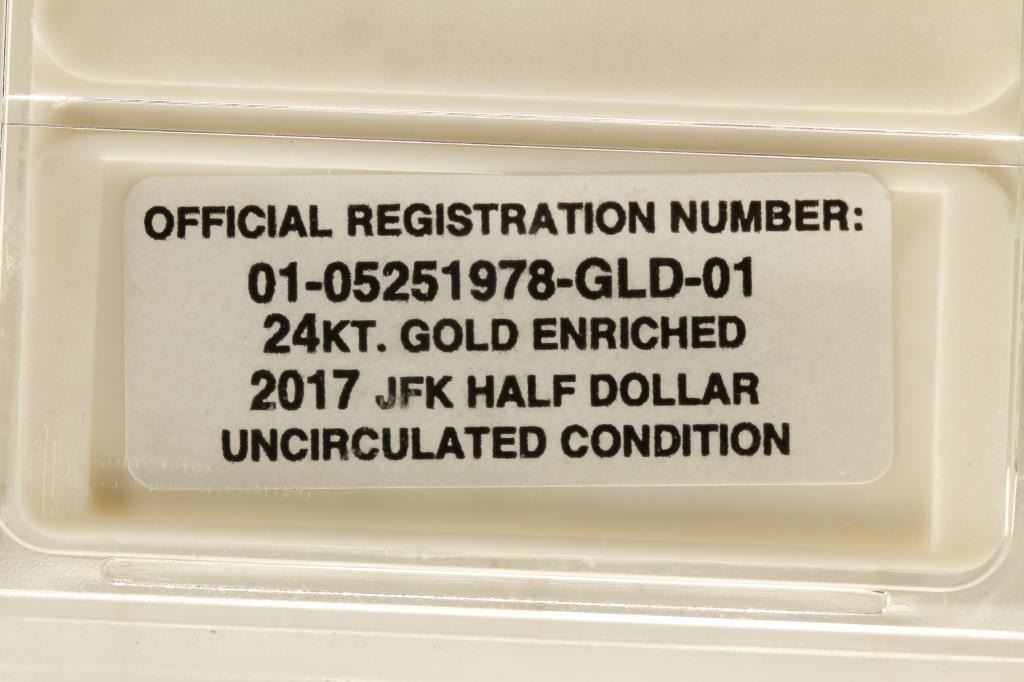 OFFICIAL REGISTRATION NUMBER:
01-05251978-GLD-01
24KT. GOLD ENRICHED
2017 JFK HALF DOLLAR
UNCIRCULATED CONDITION